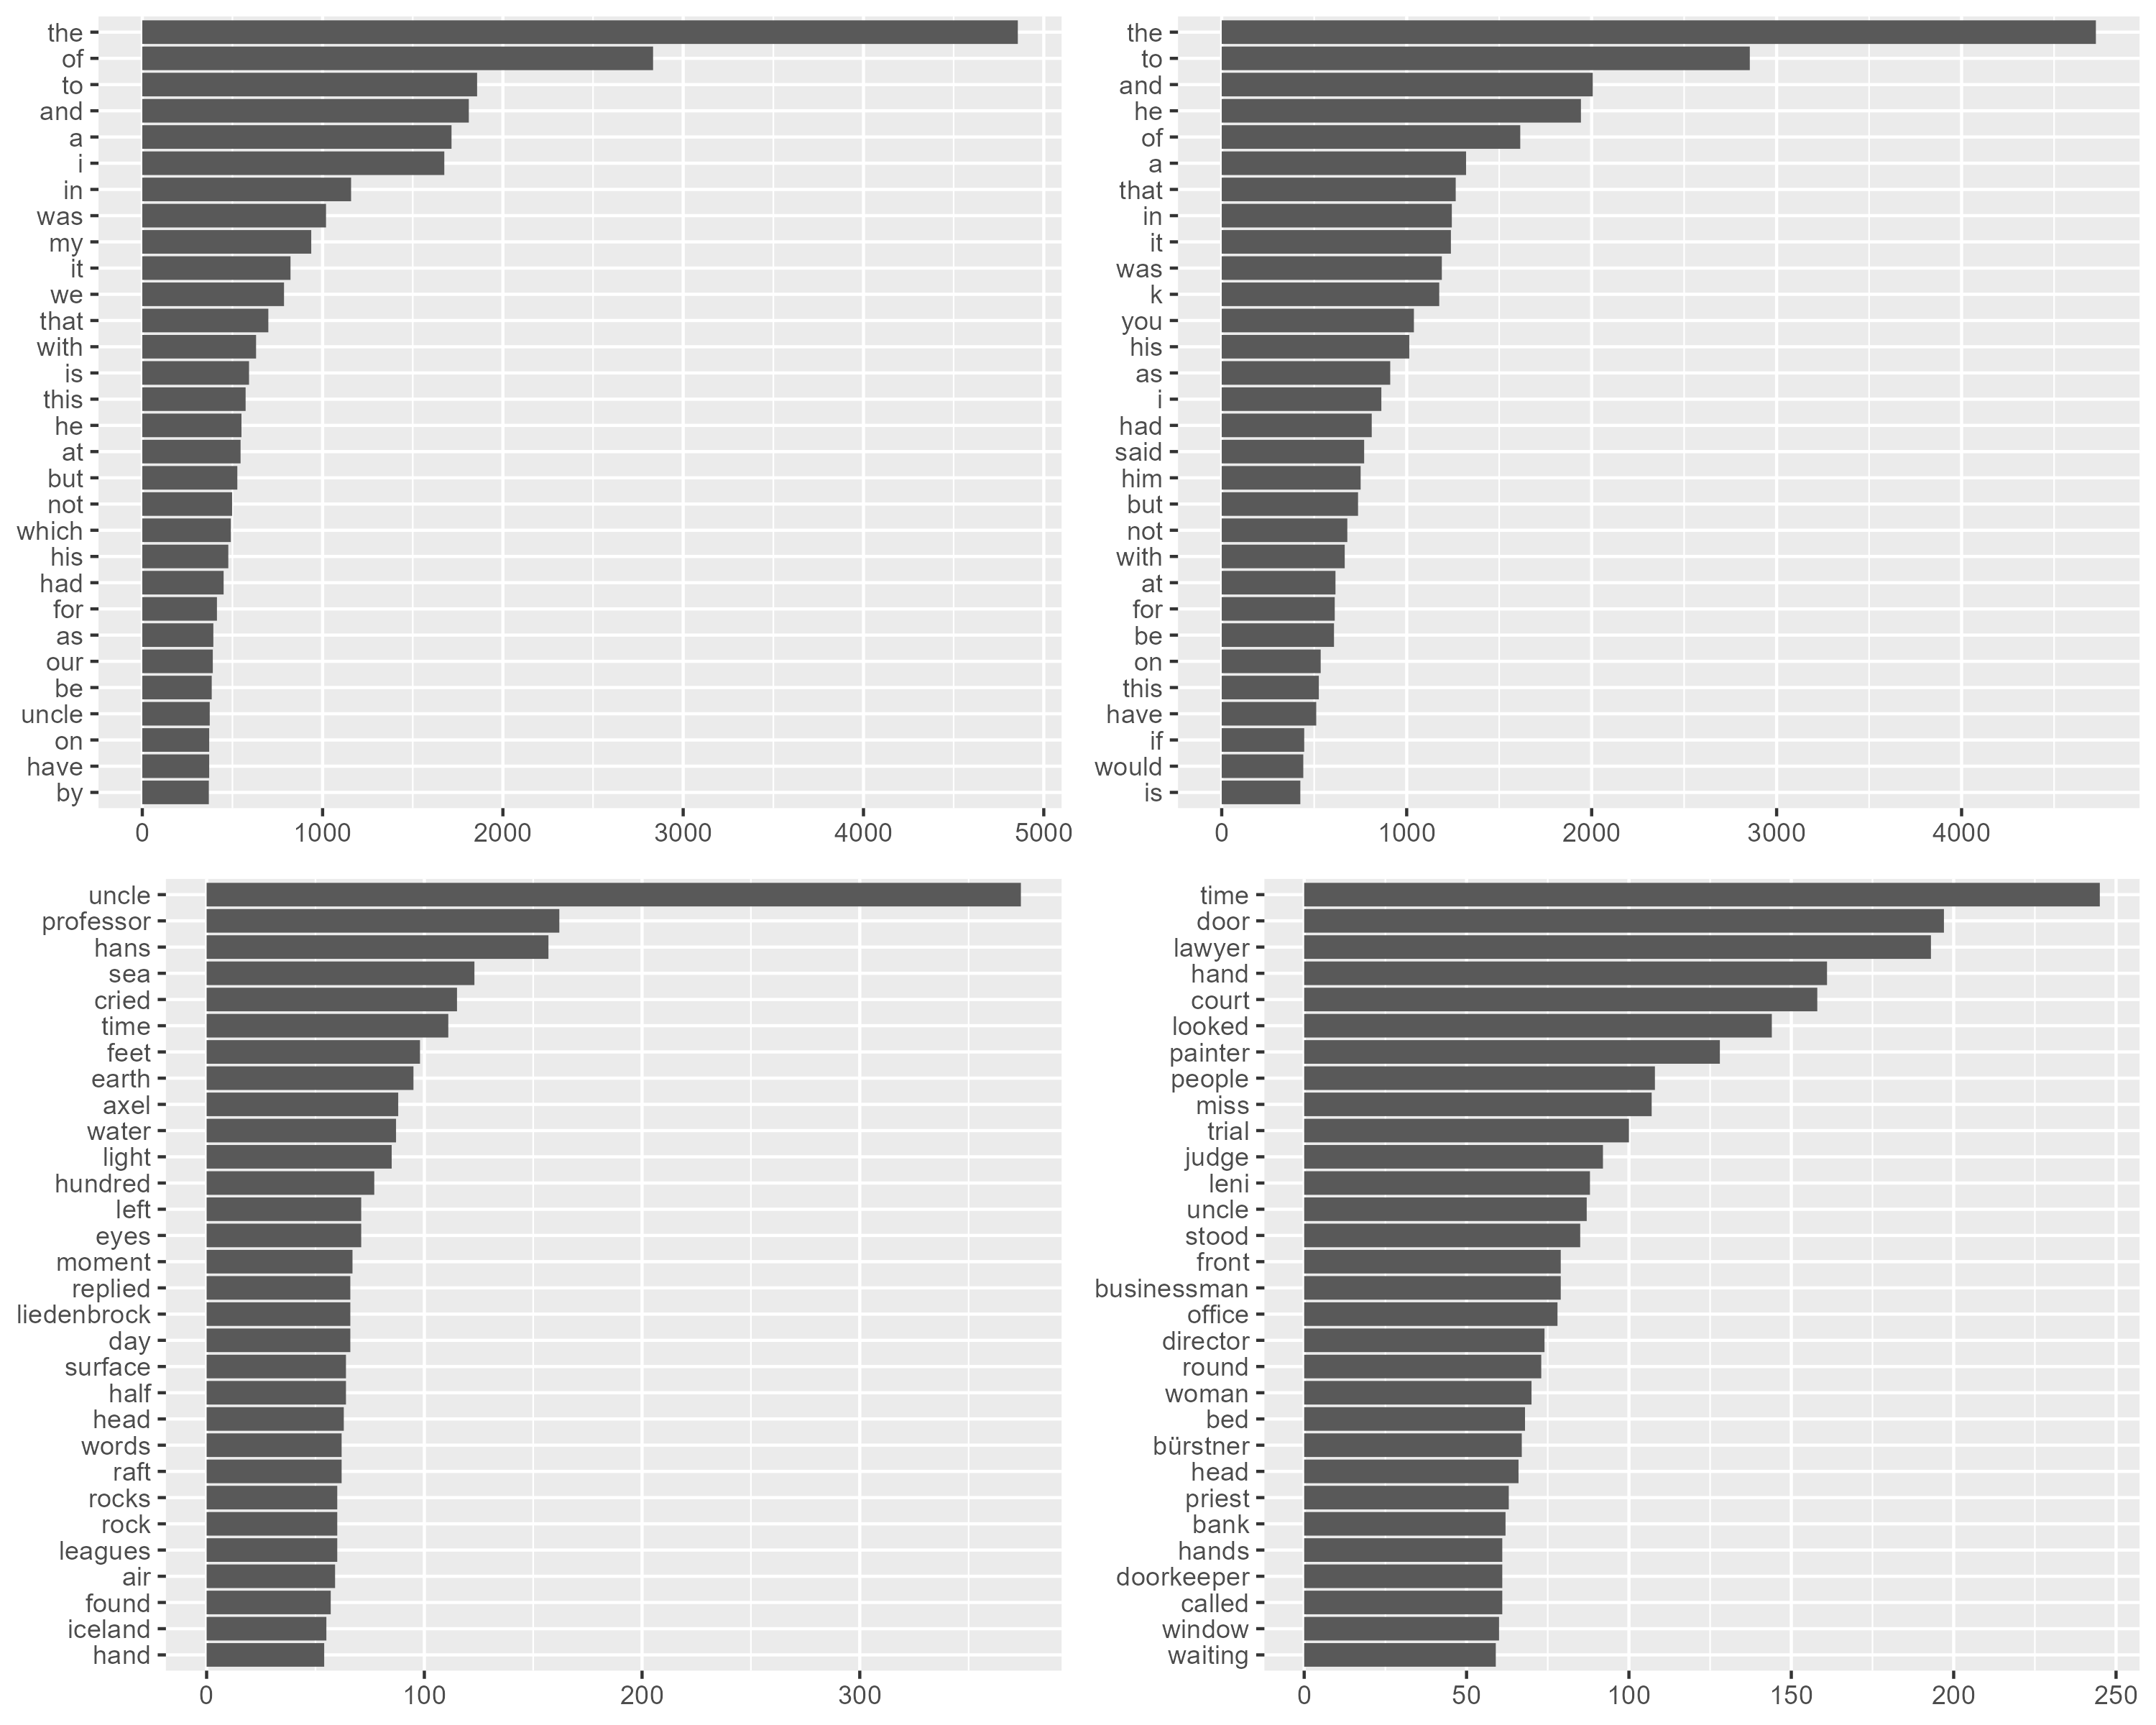 the
of
to
and
a
i
in
was
my
it
we
that
with
is
this
he
at
but
not
which
his
had
for
as
our
be
uncle
on
have
by
0 1000 2000 3000 4000 5000
the
to
and
he
of
a
that
in
it
was
k
you
his
as
i
had
said
him
but
not
with
at
for
be
on
this
have
if
would
is
0 1000 2000 3000 4000
uncle
professor
hans
sea
cried
time
feet
earth
axel
water
light
hundred
left
eyes
moment
replied
liedenbrock
day
surface
half
head
words
raft
rocks
rock
leagues
air
found
iceland
hand
0 100 200 300
time
door
lawyer
hand
court
looked
painter
people
miss
trial
judge
leni
uncle
stood
front
businessman
office
director
round
woman
bed
bürstner
head
priest
bank
hands
doorkeeper
called
window
waiting
0 50 100 150 200 250